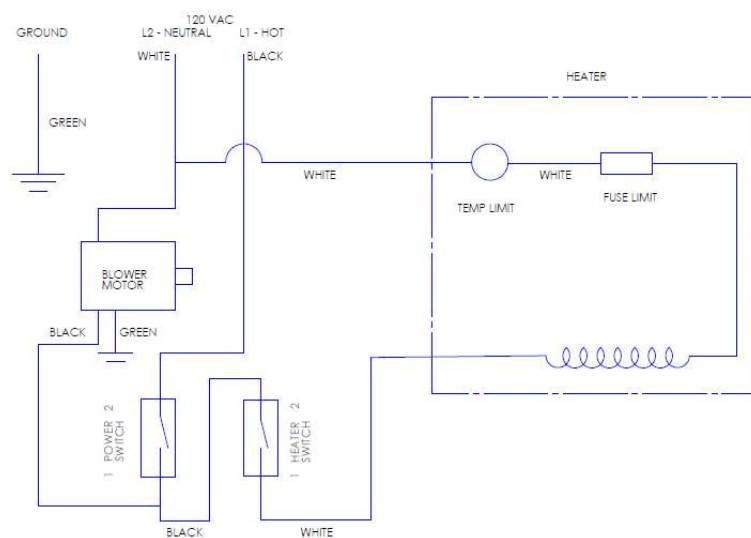 120 VAC
GROUND
L2 - NEUTRAL
L1 - HOT
WHITE
BLACK
HEATER
GREEN
WHITE
WHITE
TEMP LIMIT
FUSE LIMIT
BLOWER
MOTOR
BLACK
GREEN
1 POWER 2
SWITCH
1 HEATER 2
SWITCH
BLACK
WHITE